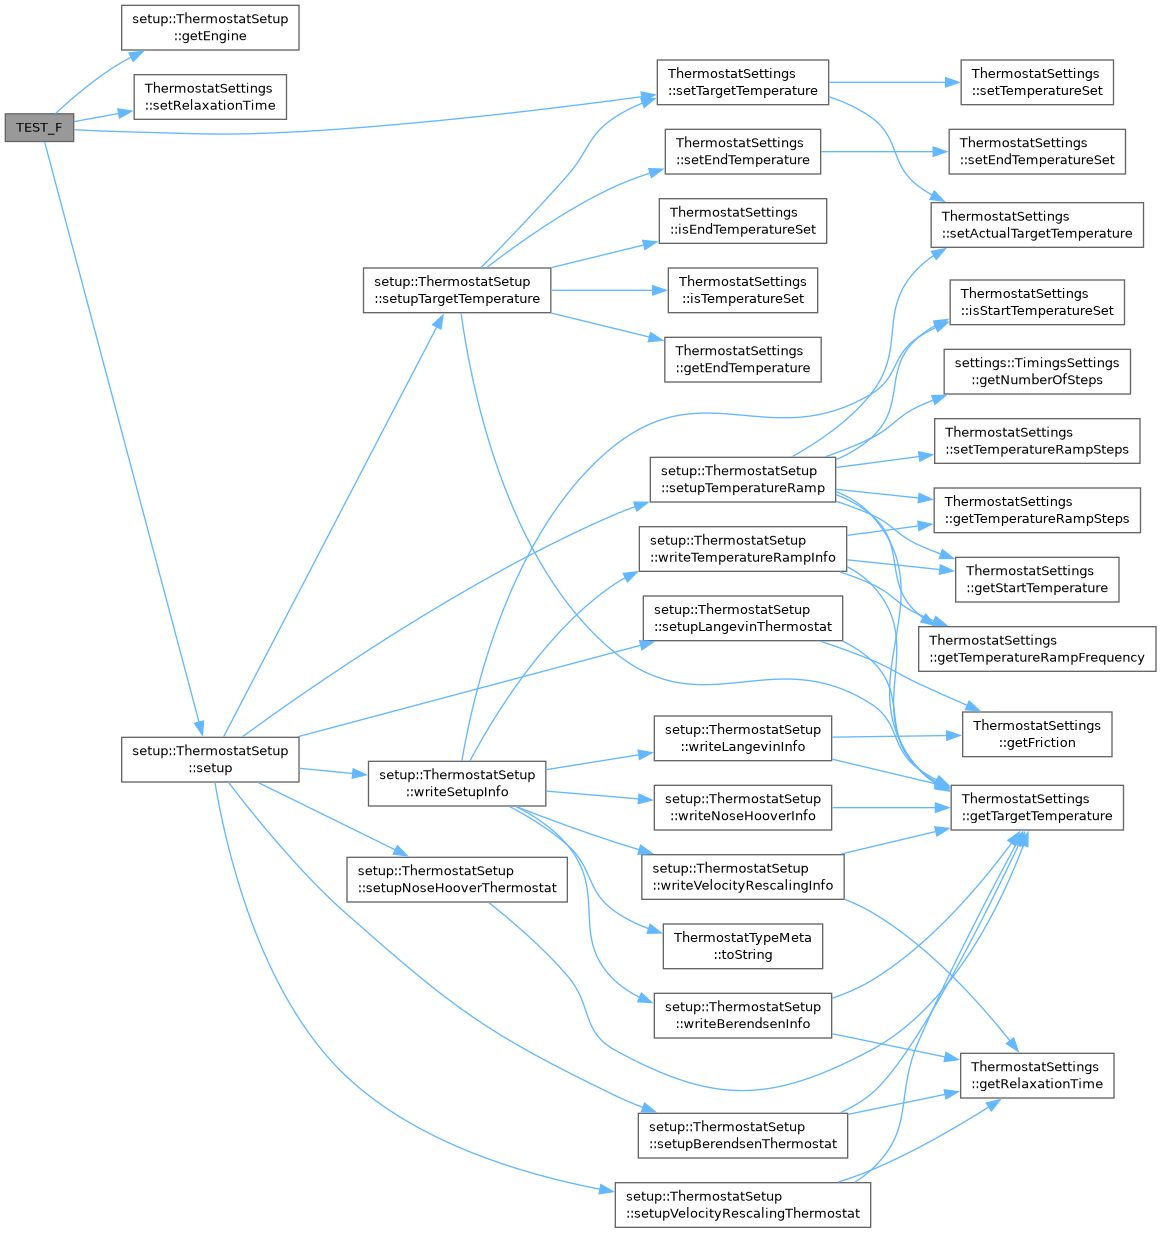 setup::ThermostatSetup
::getEngine
ThermostatSettings
::setRelaxationTime
TEST_F
setup::ThermostatSetup
::setup
setup::ThermostatSetup
::setupTargetTemperature
setup::ThermostatSetup
::writeSetupInfo
setup::ThermostatSetup
::setupNoseHooverThermostat
ThermostatSettings
::setTargetTemperature
ThermostatSettings
::setEndTemperature
ThermostatSettings
::isEndTemperatureSet
ThermostatSettings
::isTemperatureSet
ThermostatSettings
::getEndTemperature
setup::ThermostatSetup
::setupTemperatureRamp
setup::ThermostatSetup
::writeTemperatureRampInfo
setup::ThermostatSetup
::setupLangevinThermostat
setup::ThermostatSetup
::writeLangevinInfo
setup::ThermostatSetup
::writeNoseHooverInfo
setup::ThermostatSetup
::writeVelocityRescalingInfo
ThermostatTypeMeta
::toString
setup::ThermostatSetup
::writeBerendsenInfo
setup::ThermostatSetup
::setupBerendsenThermostat
setup::ThermostatSetup
::setupVelocityRescalingThermostat
ThermostatSettings
::setTemperatureSet
ThermostatSettings
::setEndTemperatureSet
ThermostatSettings
::setActualTargetTemperature
ThermostatSettings
::isStartTemperatureSet
settings::TimingsSettings
::getNumberOfSteps
ThermostatSettings
::setTemperatureRampSteps
ThermostatSettings
::getTemperatureRampSteps
ThermostatSettings
::getStartTemperature
ThermostatSettings
::getTemperatureRampFrequency
ThermostatSettings
::getFriction
ThermostatSettings
::getTargetTemperature
ThermostatSettings
::getRelaxationTime